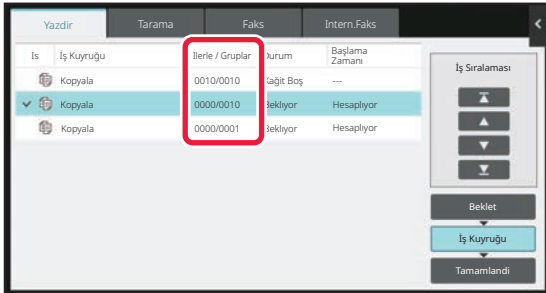 Yazdir Tarama Faks Intern.Faks
Is İş Kuyruğu Ilerle / Gruplar Durum Başlama Zamanı
Kopyala 0010/0010 Kağit Boş ---
Kopyala 0000/0010 Bekliyor Hesaplıyor
Kopyala 0000/0001 Bekliyor Hesaplıyor
İş Sıralaması
Beklet
İş Kuyruğu
Tamamlandi